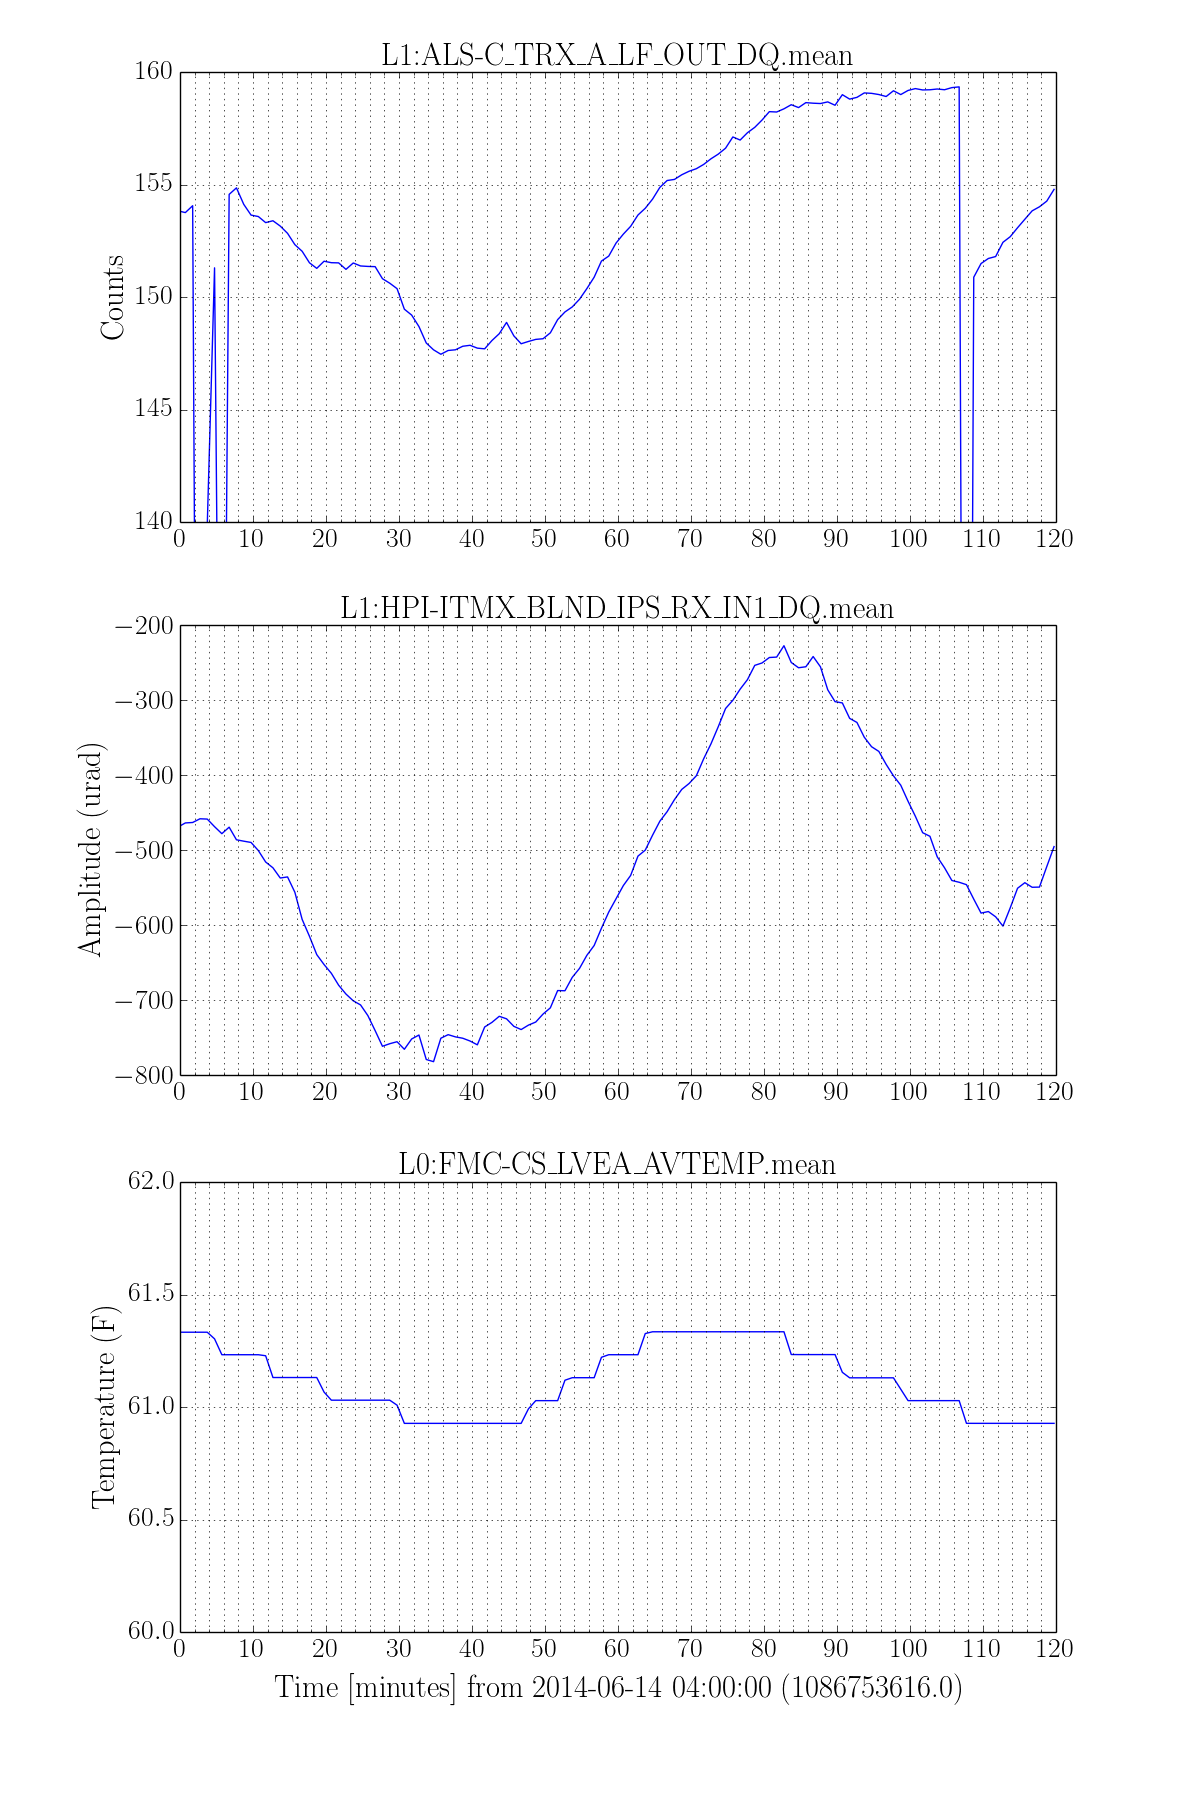 L1:ALS-C_TRX_A_LF_OUT_DQ.mean
160
155
150
145
140
Counts
0 10 20 30 40 50 60 70 80 90 100 110 120
L1:HPI-ITMX_BLND_IPS_RX_IN1_DQ.mean
−200
−300
−400
−500
−600
−700
−800
Amplitude (urad)
0 10 20 30 40 50 60 70 80 90 100 110 120
L0:FMC-CS_LVEA_AVTEMP.mean
62.0
61.5
61.0
60.5
60.0
Temperature (F)
0 10 20 30 40 50 60 70 80 90 100 110 120
Time [minutes] from 2014-06-14 04:00:00 (1086753616.0)